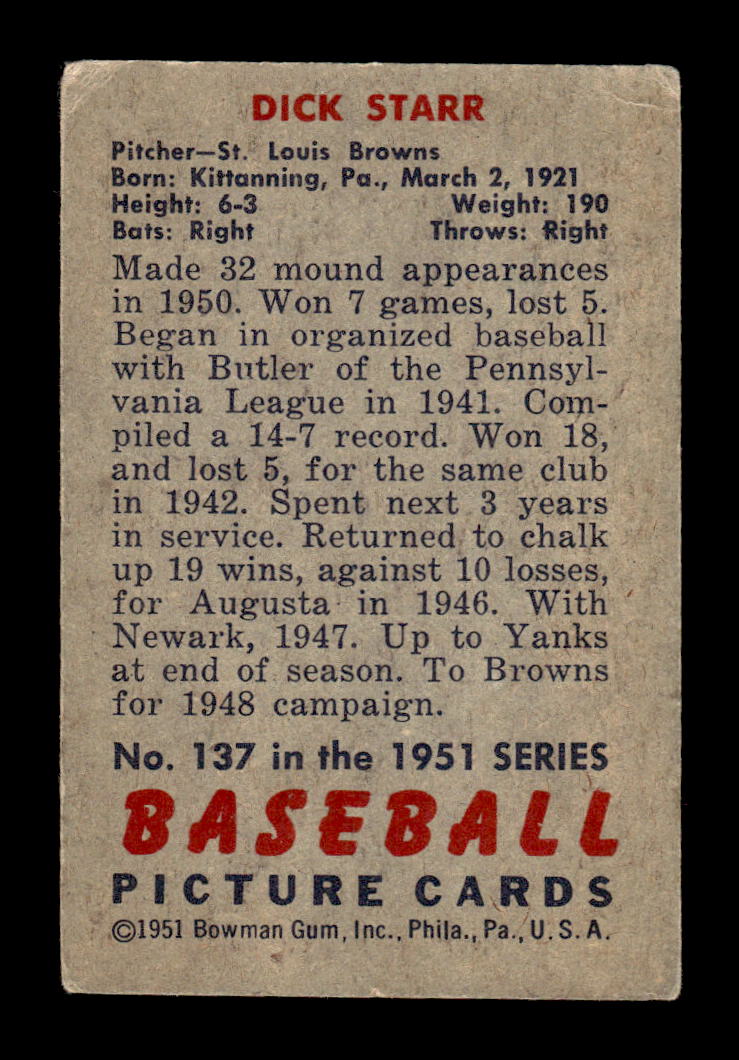 DICK STARR
Pitcher—St. Louis Browns
Born: Kittanning, Pa., March 2, 1921
Height: 6-3 Weight: 190
Bats: Right Throws: Right
Made 32 mound appearances
in 1950. Won 7 games, lost 5.
Began in organized baseball
with Butler of the Pennsyl-
vania League in 1941. Com-
piled a 14-7 record. Won 18,
and lost 5, for the same club
in 1942. Spent next 3 years
in service. Returned to chalk
up 19 wins, against 10 losses,
for Augusta in 1946. With
Newark, 1947. Up to Yanks
at end of season. To Browns
for 1948 campaign.
No. 137 in the 1951 SERIES
BASEBALL
PICTURE CARDS
©1951 Bowman Gum, Inc., Phila., Pa., U. S. A.